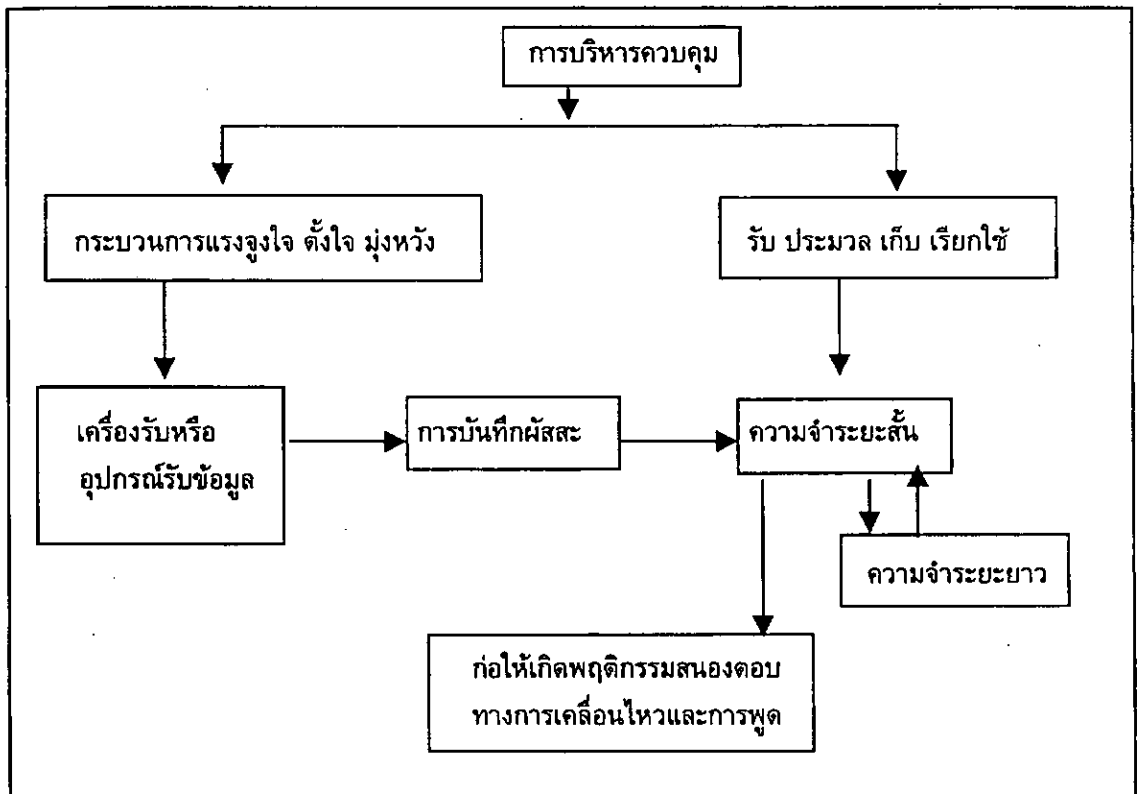 การบริหารควบคุม
กระบวนการแรงจูงใจ ตั้งใจ มุ่งหวัง
รับ ประมวล เก็บ เรียกใช้
เครื่องรับหรือ
อุปกรณ์รับข้อมูล
การบันทึกผัสสะ
ความจำระยะสั้น
ความจำระยะยาว
ก่อให้เกิดพฤติกรรมสนองตอบ
ทางการเคลื่อนไหวและการพูด